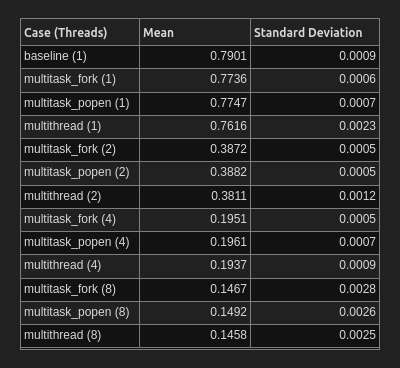 Case (Threads) Mean Standard Deviation
baseline (1) 0.7901 0.0009
multitask_fork (1) 0.7736 0.0006
multitask_popen (1) 0.7747 0.0007
multithread (1) 0.7616 0.0023
multitask_fork (2) 0.3872 0.0005
multitask_popen (2) 0.3882 0.0005
multithread (2) 0.3811 0.0012
multitask_fork (4) 0.1951 0.0005
multitask_popen (4) 0.1961 0.0007
multithread (4) 0.1937 0.0009
multitask_fork (8) 0.1467 0.0028
multitask_popen (8) 0.1492 0.0026
multithread (8) 0.1458 0.0025